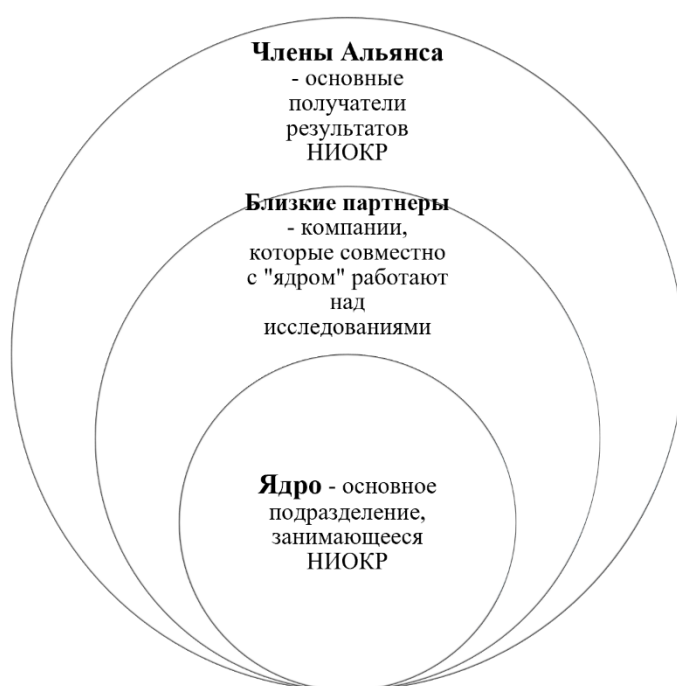 Члены Альянса
- основные
получатели
результатов
НИОКР
Близкие партнеры
- компании,
которые совместно
с "ядром" работают
над
исследованиями
Ядро - основное
подразделение,
занимающееся
НИОКР